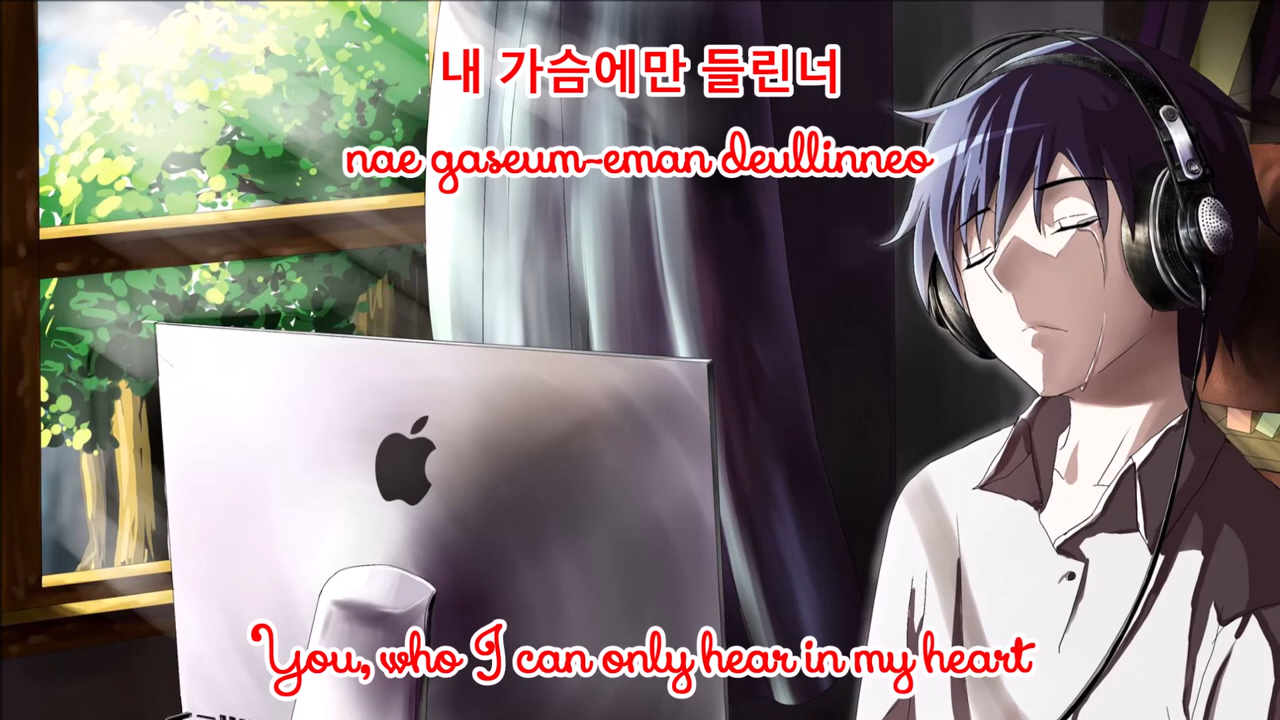 내 가슴에만 들린너
nae gaseum-eman deullinneo
You, who I can only hear in my heart